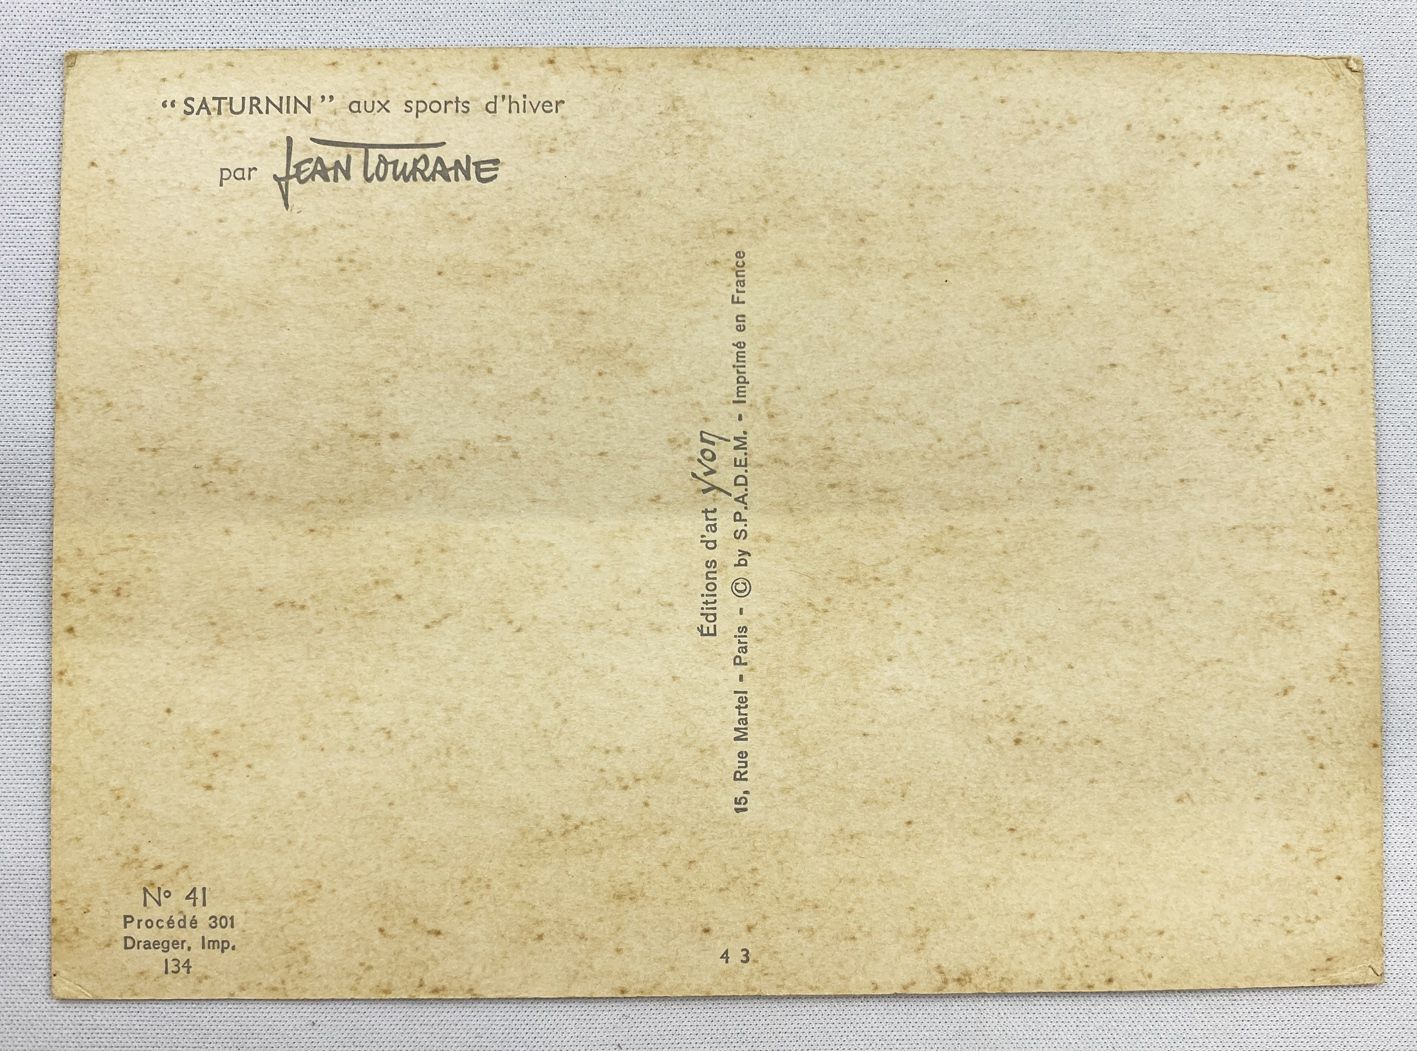 “SATURNIN” aux sports d'hiver
par JEAN TOURANE
Éditions d'art yvon
15, Rue Martel - Paris - © by S.P.A.D.E.M. - Imprimé en France
N° 41
Procédé 301
Draeger, Imp.
134
4 3